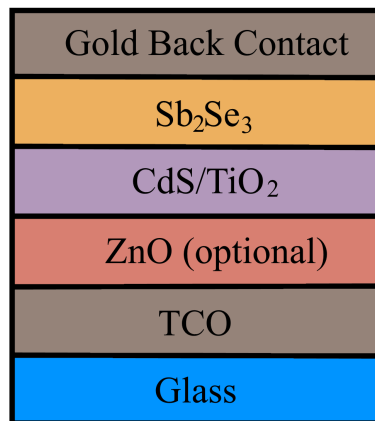 Gold Back Contact
Sb₂Se₃
CdS/TiO₂
ZnO (optional)
TCO
Glass